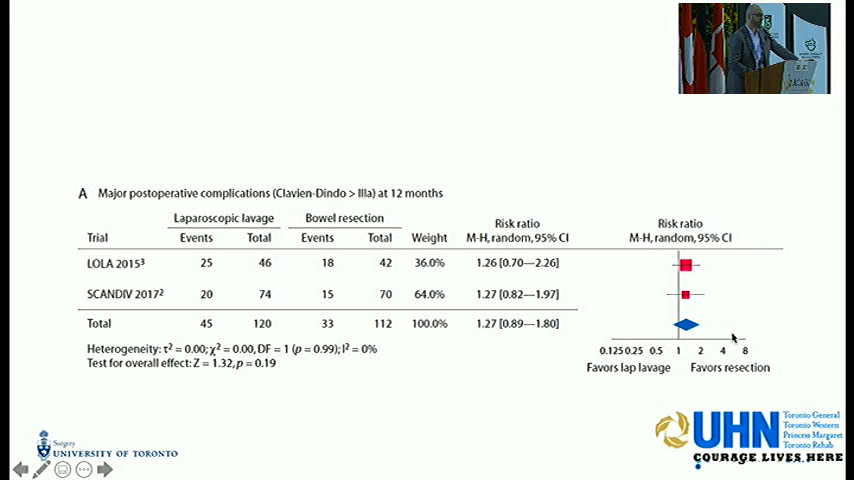 A Major postoperative complications (Clavien-Dindo > IIIa) at 12 months
Laparoscopic lavage Bowel resection Risk ratio Risk ratio
Trial Events Total Events Total Weight M-H, random, 95% CI M-H, random, 95% CI
LOLA 2015³ 25 46 18 42 36.0% 1.26 [0.70—2.26]
SCANDIV 2017² 20 74 15 70 64.0% 1.27 [0.82—1.97]
Total 45 120 33 112 100.0% 1.27 [0.89—1.80]
Heterogeneity: τ² = 0.00; χ² = 0.00, DF = 1 (p = 0.99); I² = 0%
Test for overall effect: Z = 1.32, p = 0.19
0.125 0.25 0.5 1 2 4 8
Favors lap lavage Favors resection
Surgery
UNIVERSITY OF TORONTO
UHN
Toronto General
Toronto Western
Princess Margaret
Toronto Rehab
COURAGE LIVES HERE